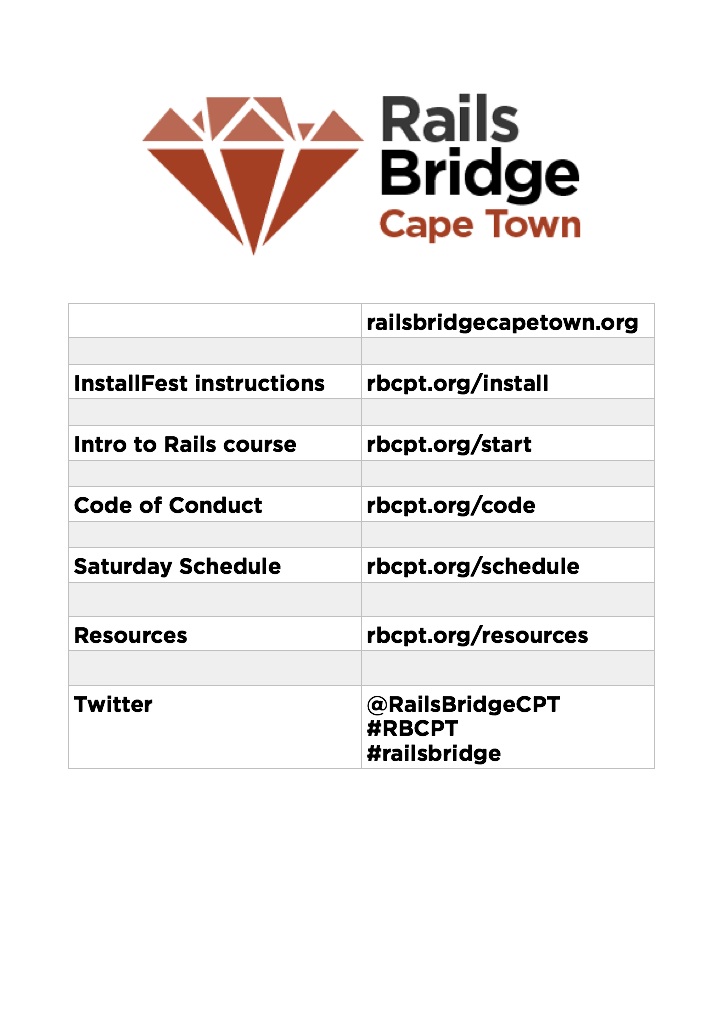 Rails
Bridge
Cape Town
railsbridgecapetown.org
InstallFest instructions rbcpt.org/install
Intro to Rails course rbcpt.org/start
Code of Conduct rbcpt.org/code
Saturday Schedule rbcpt.org/schedule
Resources rbcpt.org/resources
Twitter @RailsBridgeCPT
#RBCPT
#railsbridge